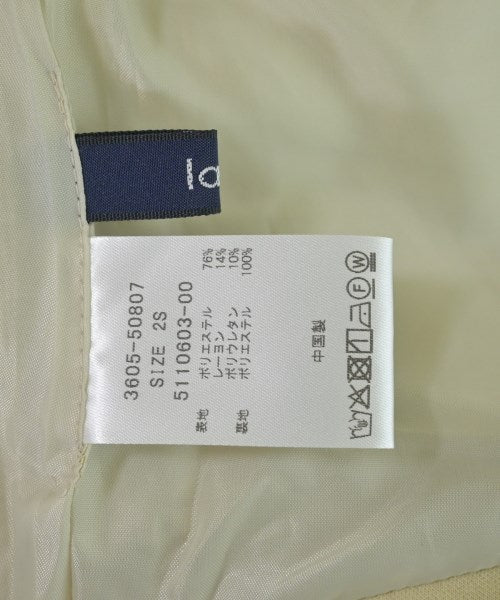 3605-50807
SIZE 2S
5110603-00
表地 ポリエステル 76%
レーヨン 14%
ポリウレタン 10%
裏地 ポリエステル 100%
中国製
F W